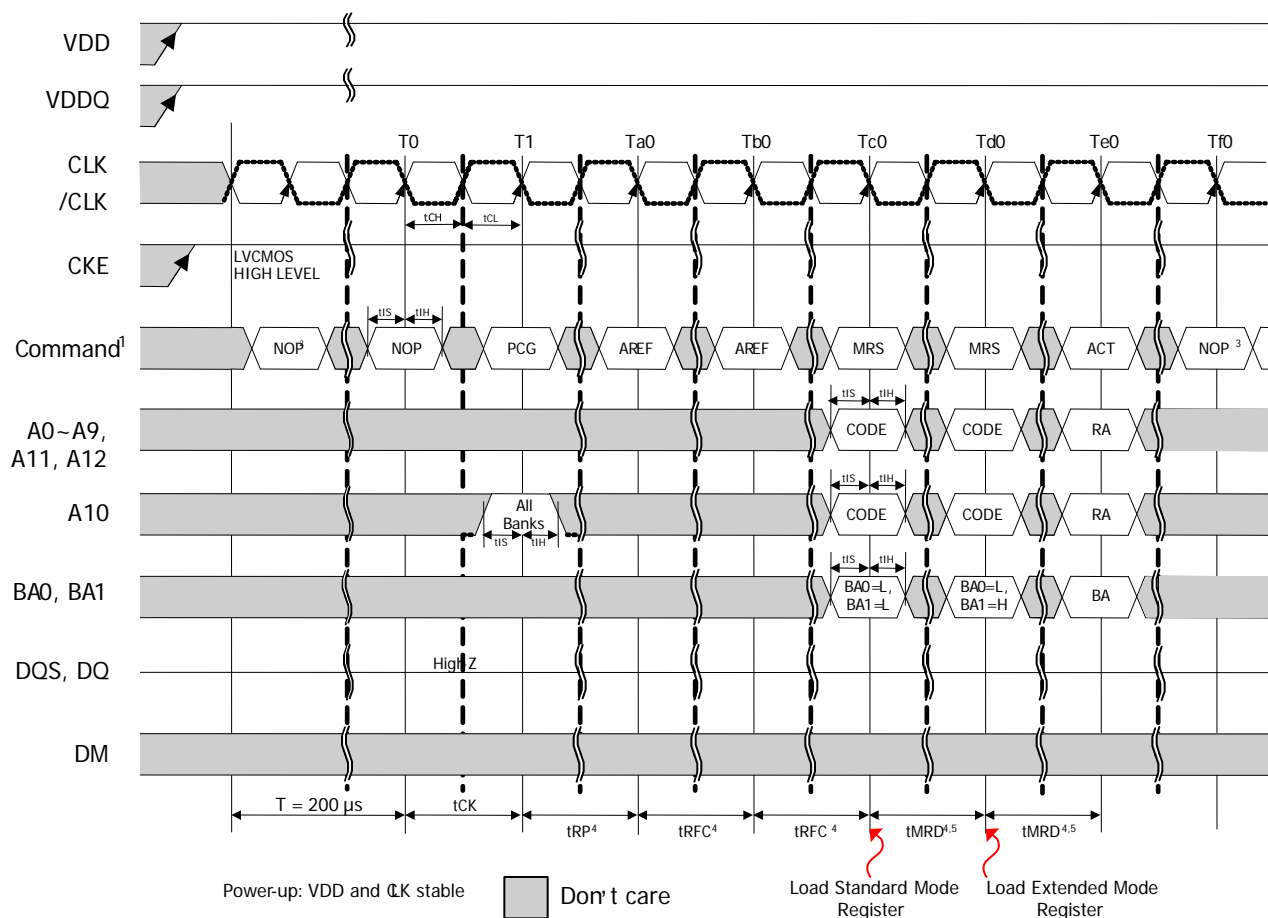 VDD
VDDQ
T0 T1 Ta0 Tb0 Tc0 Td0 Te0 Tf0
CLK
/CLK
tCH tCL
CKE
LVCMOS
HIGH LEVEL
tIS tIH
Command1 NOP3 NOP PCG AREF AREF MRS MRS ACT NOP 3
tIS tIH
A0~A9,
A11, A12
CODE CODE RA
tIS tIH
A10 All
Banks
CODE CODE RA
tIS tIH
tIS tIH
BA0, BA1 BA0=L,
BA1=L
BA0=L,
BA1=H
BA
High-Z
DQS, DQ
DM
T = 200 µs tCK
tRP4 tRFC4 tRFC 4 tMRD4,5 tMRD4,5
Power-up: VDD and CLK stable
Don't care
Load Standard Mode
Register
Load Extended Mode
Register